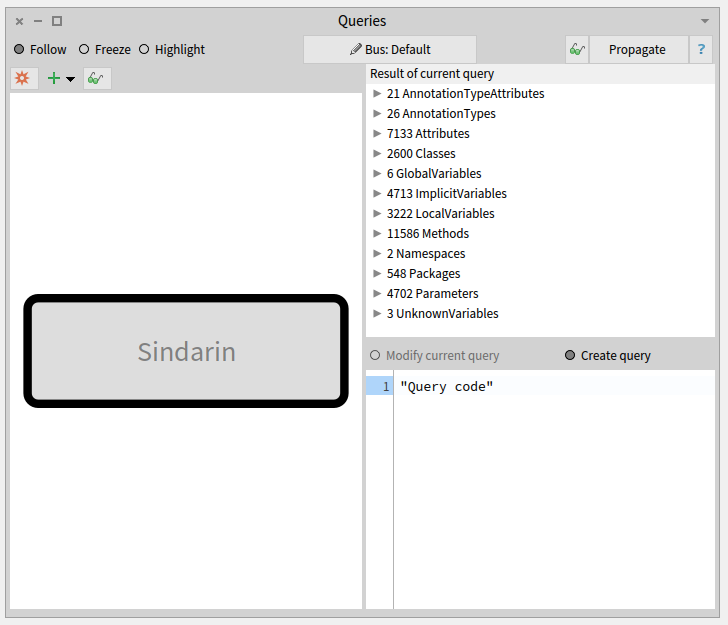 Queries
Follow Freeze Highlight Bus: Default Propagate ?
Result of current query
21 AnnotationTypeAttributes
26 AnnotationTypes
7133 Attributes
2600 Classes
6 GlobalVariables
4713 ImplicitVariables
3222 LocalVariables
11586 Methods
2 Namespaces
548 Packages
4702 Parameters
3 UnknownVariables
Sindarin
Modify current query Create query
1 "Query code"